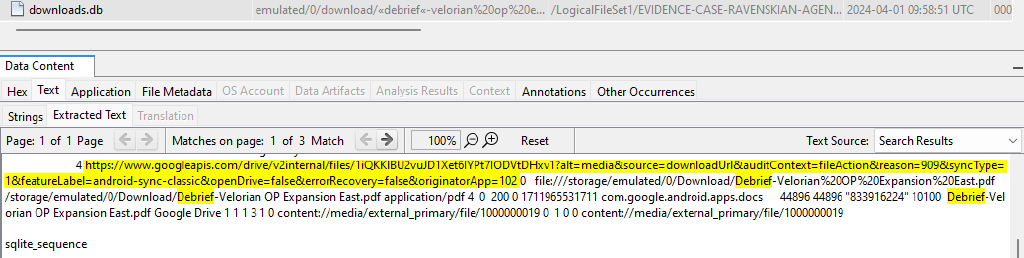 downloads.db emulated/0/download/«debrief«-velorian%20op%20e... /LogicalFileSet1/EVIDENCE-CASE-RAVENSKIAN-AGEN... 2024-04-01 09:58:51 UTC 000
Data Content
Hex Text Application File Metadata OS Account Data Artifacts Analysis Results Context Annotations Other Occurrences
Strings Extracted Text Translation
Page: 1 of 1 Page Matches on page: 1 of 3 Match 100% Reset Text Source: Search Results
4 https://www.googleapis.com/drive/v2internal/files/1iQKKlBU2vuJD1Xet6lYPt7lODVtDHxv1?alt=media&source=downloadUrl&auditContext=fileAction&reason=909&syncType=
1&featureLabel=android-sync-classic&openDrive=false&errorRecovery=false&originatorApp=102 0 file:///storage/emulated/0/Download/Debrief-Velorian%20OP%20Expansion%20East.pdf
/storage/emulated/0/Download/Debrief-Velorian OP Expansion East.pdf application/pdf 4 0 200 0 1711965531711 com.google.android.apps.docs 44896 44896 "833916224" 10100 Debrief-Vel
orian OP Expansion East.pdf Google Drive 1 1 1 3 1 0 content://media/external_primary/file/1000000019 0 1 0 0 content://media/external_primary/file/1000000019
sqlite_sequence